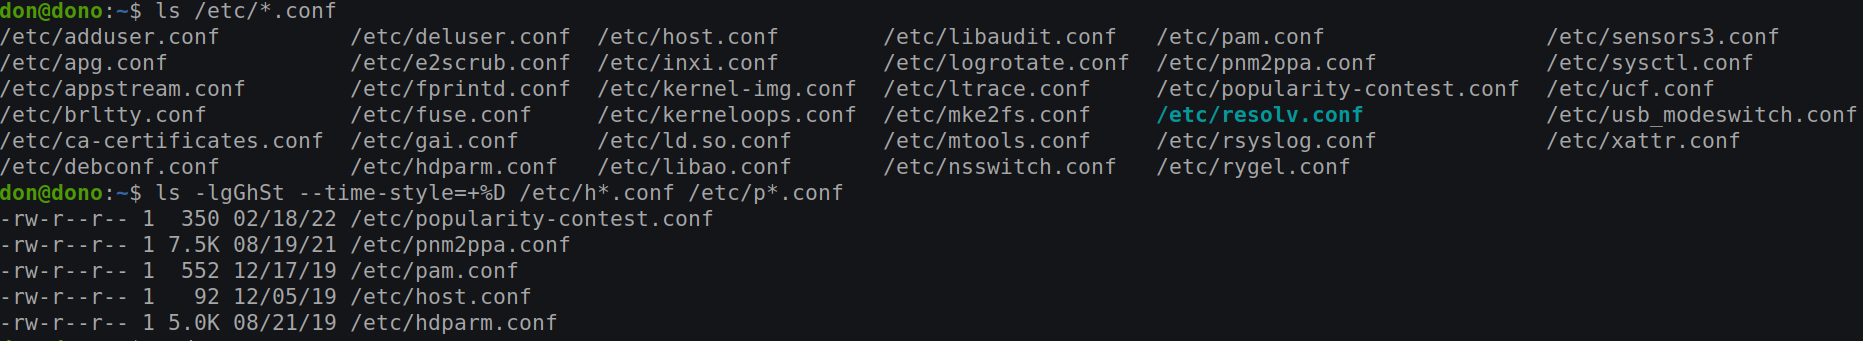 don@dono:~$ ls /etc/*.conf
/etc/adduser.conf /etc/deluser.conf /etc/host.conf /etc/libaudit.conf /etc/pam.conf /etc/sensors3.conf
/etc/apg.conf /etc/e2scrub.conf /etc/inxi.conf /etc/logrotate.conf /etc/pnm2ppa.conf /etc/sysctl.conf
/etc/appstream.conf /etc/fprintd.conf /etc/kernel-img.conf /etc/ltrace.conf /etc/popularity-contest.conf /etc/ucf.conf
/etc/brltty.conf /etc/fuse.conf /etc/kerneloops.conf /etc/mke2fs.conf /etc/resolv.conf /etc/usb_modeswitch.conf
/etc/ca-certificates.conf /etc/gai.conf /etc/ld.so.conf /etc/mtools.conf /etc/rsyslog.conf /etc/xattr.conf
/etc/debconf.conf /etc/hdparm.conf /etc/libao.conf /etc/nsswitch.conf /etc/rygel.conf
don@dono:~$ ls -lgGhSt --time-style=+%D /etc/h*.conf /etc/p*.conf
-rw-r--r-- 1 350 02/18/22 /etc/popularity-contest.conf
-rw-r--r-- 1 7.5K 08/19/21 /etc/pnm2ppa.conf
-rw-r--r-- 1 552 12/17/19 /etc/pam.conf
-rw-r--r-- 1 92 12/05/19 /etc/host.conf
-rw-r--r-- 1 5.0K 08/21/19 /etc/hdparm.conf